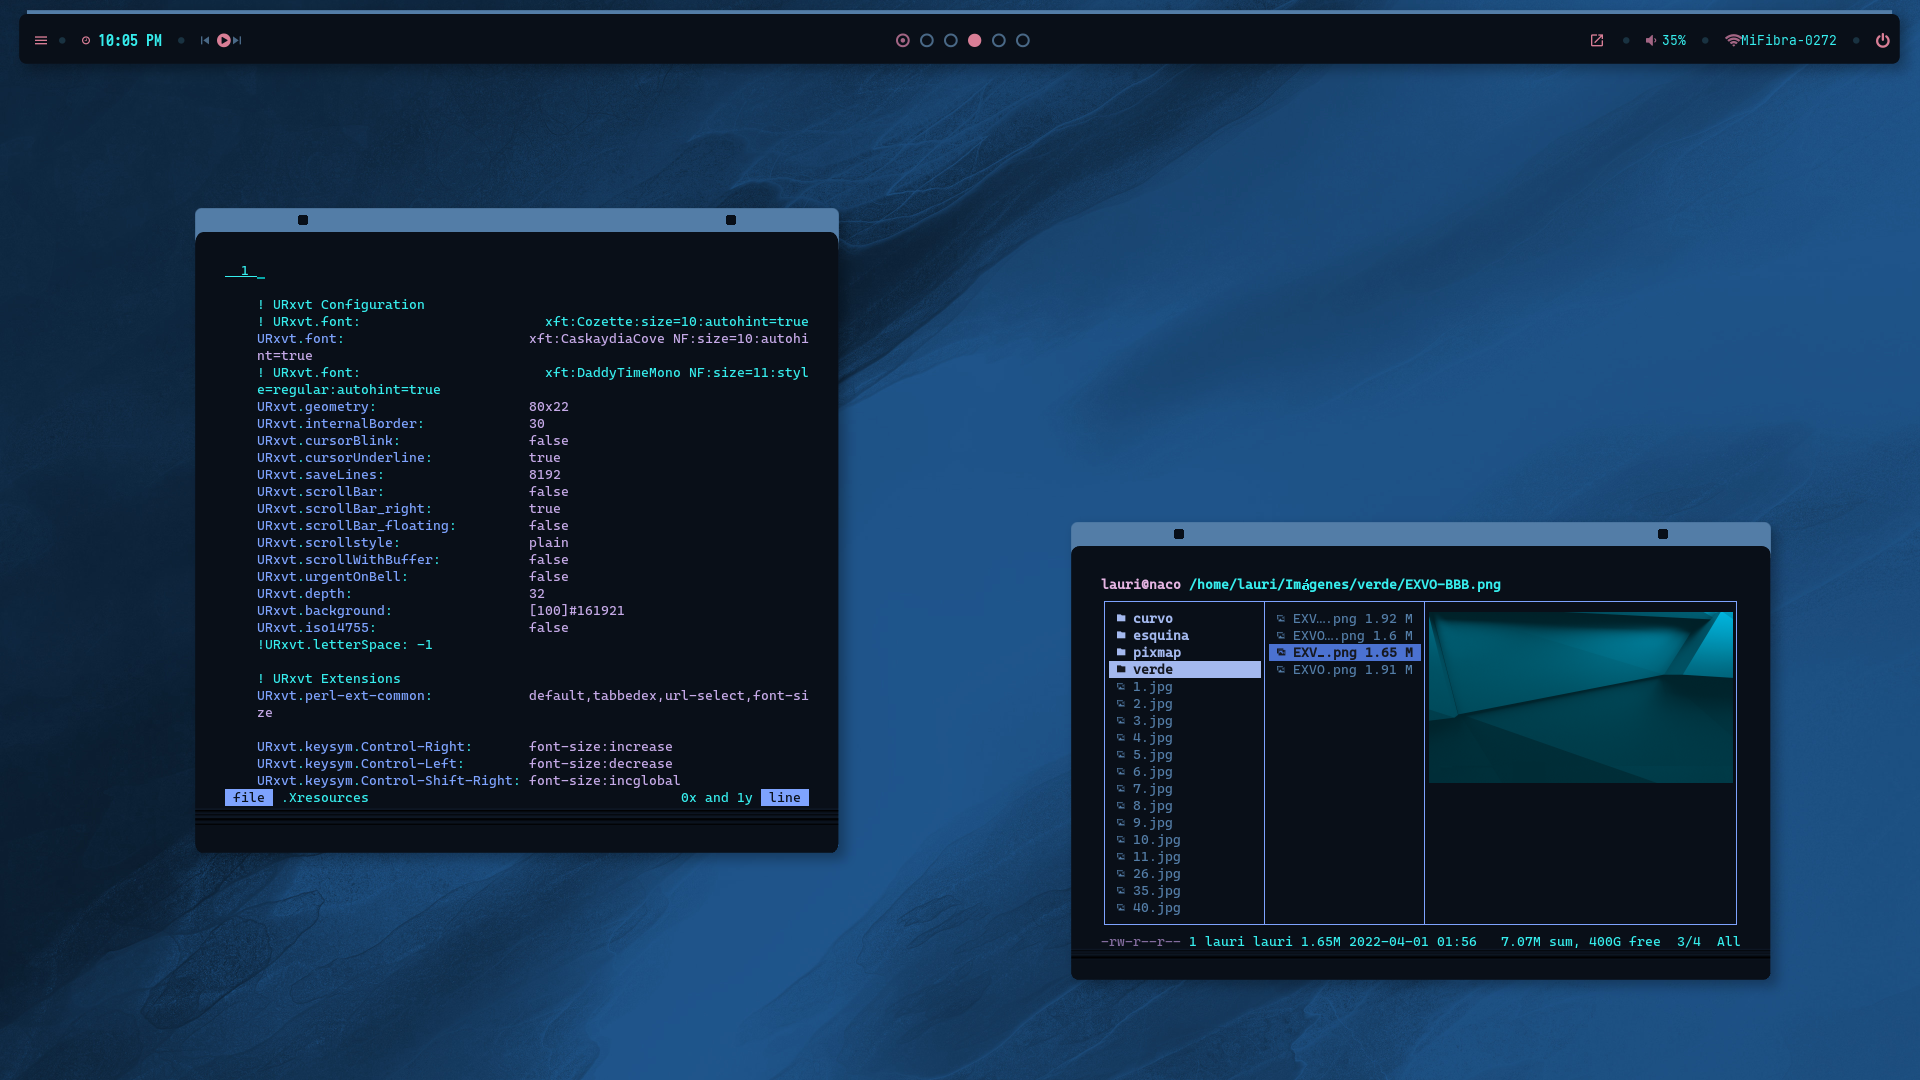 10:05 PM
35%
MiFibra-0272
1
! URxvt Configuration
! URxvt.font: xft:Cozette:size=10:autohint=true
URxvt.font: xft:CaskaydiaCove NF:size=10:autohi
nt=true
! URxvt.font: xft:DaddyTimeMono NF:size=11:styl
e=regular:autohint=true
URxvt.geometry: 80x22
URxvt.internalBorder: 30
URxvt.cursorBlink: false
URxvt.cursorUnderline: true
URxvt.saveLines: 8192
URxvt.scrollBar: false
URxvt.scrollBar_right: true
URxvt.scrollBar_floating: false
URxvt.scrollstyle: plain
URxvt.scrollWithBuffer: false
URxvt.urgentOnBell: false
URxvt.depth: 32
URxvt.background: [100]#161921
URxvt.iso14755: false
!URxvt.letterSpace: -1
! URxvt Extensions
URxvt.perl-ext-common: default,tabbedex,url-select,font-si
ze
URxvt.keysym.Control-Right: font-size:increase
URxvt.keysym.Control-Left: font-size:decrease
URxvt.keysym.Control-Shift-Right: font-size:incglobal
file .Xresources 0x and 1y line
lauri@naco /home/lauri/Imágenes/verde/EXVO-BBB.png
curvo
esquina
pixmap
verde
1.jpg
2.jpg
3.jpg
4.jpg
5.jpg
6.jpg
7.jpg
8.jpg
9.jpg
10.jpg
11.jpg
26.jpg
35.jpg
40.jpg
EXV….png 1.92 M
EXVO….png 1.6 M
EXV….png 1.65 M
EXVO.png 1.91 M
-rw-r--r-- 1 lauri lauri 1.65M 2022-04-01 01:56 7.07M sum, 400G free 3/4 All